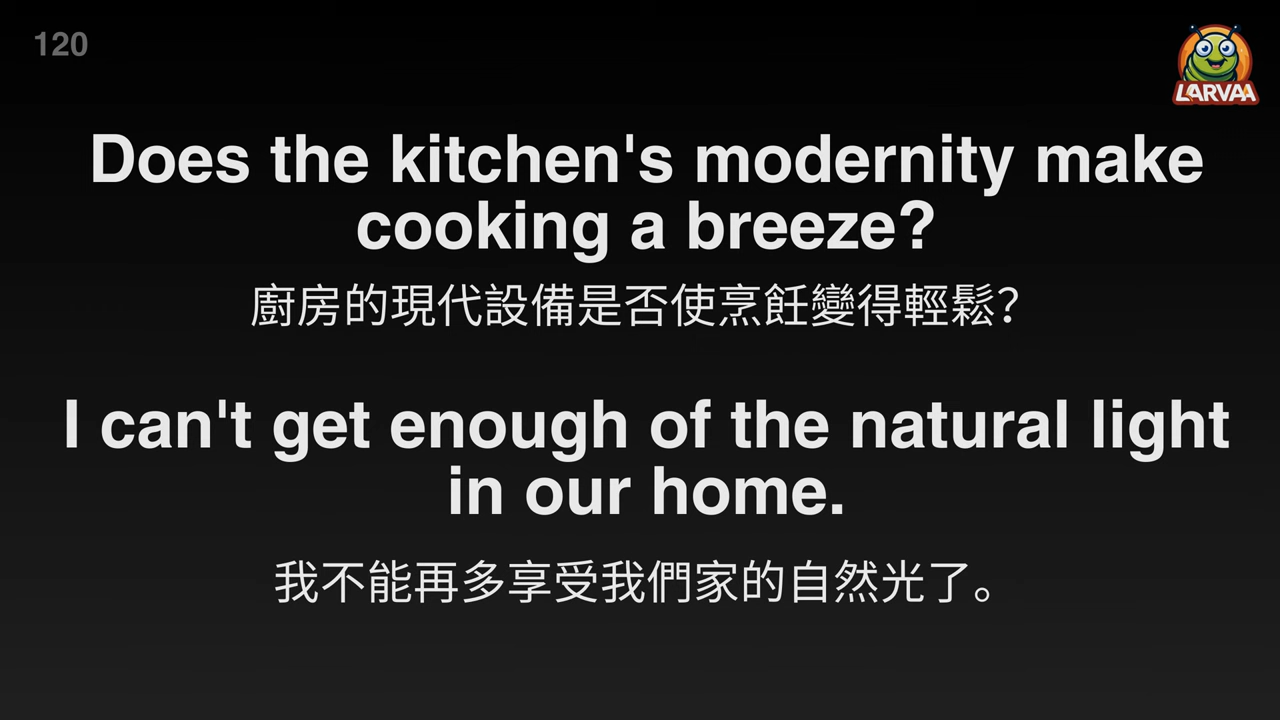 120
LARVAA
Does the kitchen's modernity make
cooking a breeze?
廚房的現代設備是否使烹飪變得輕鬆?
I can't get enough of the natural light
in our home.
我不能再多享受我們家的自然光了。